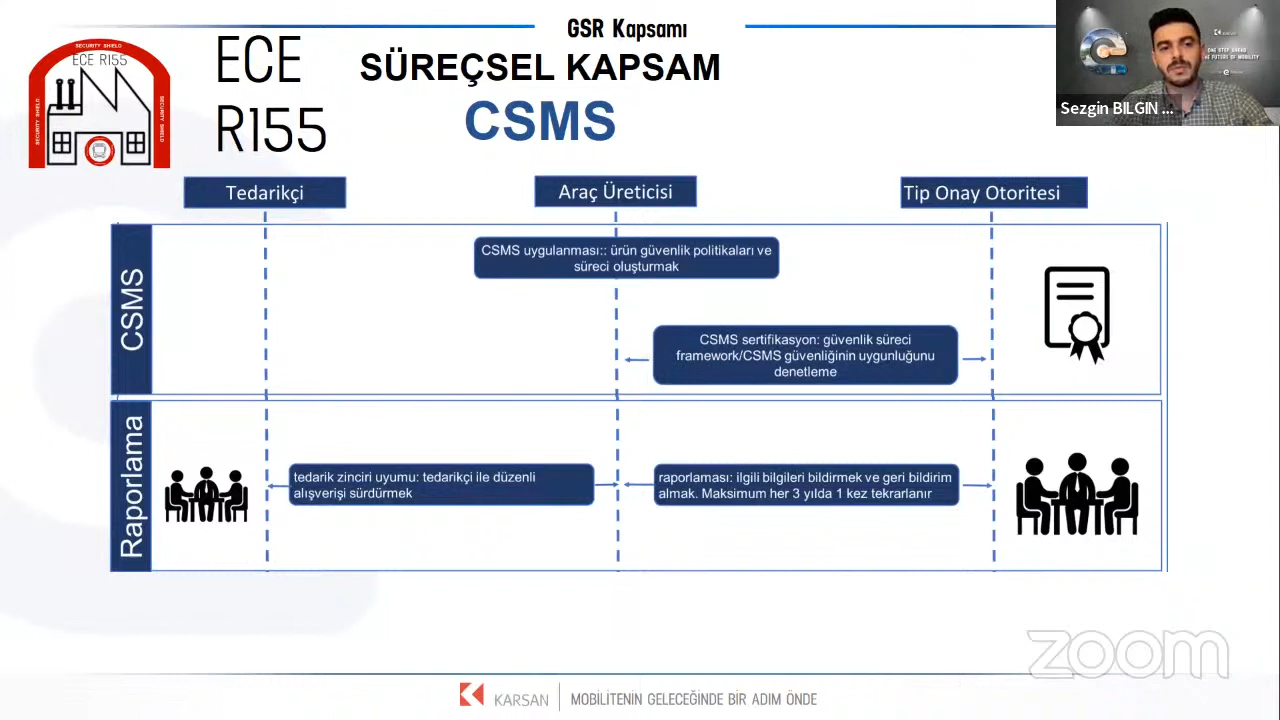 GSR Kapsamı
SECURITY SHIELD
ECE R155
SECURITY SHIELD
SECURITY SHIELD
ECE
R155
SÜREÇSEL KAPSAM
CSMS
ONE STEP AHEAD
THE FUTURE OF MOBILITY
Sezgin BILGIN ...
Tedarikçi
Araç Üreticisi
Tip Onay Otoritesi
CSMS
CSMS uygulanması:: ürün güvenlik politikaları ve
süreci oluşturmak
CSMS sertifikasyon: güvenlik süreci
framework/CSMS güvenliğinin uygunluğunu
denetleme
Raporlama
tedarik zinciri uyumu: tedarikçi ile düzenli
alışverişi sürdürmek
raporlaması: ilgili bilgileri bildirmek ve geri bildirim
almak. Maksimum her 3 yılda 1 kez tekrarlanır
zoom
KARSAN
MOBİLİTENİN GELECEĞİNDE BİR ADIM ÖNDE